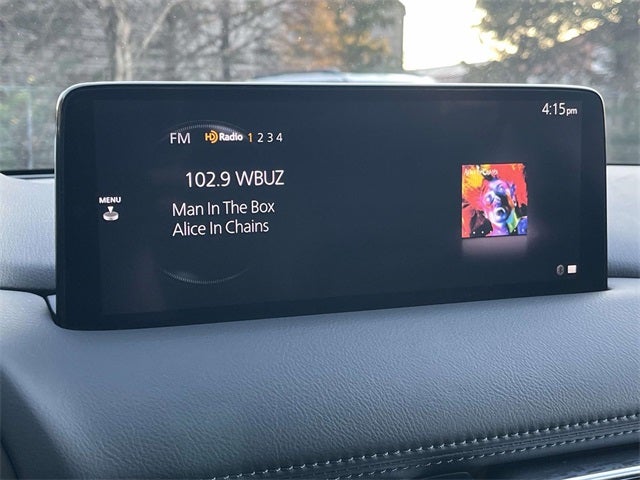 4:15pm
FM HD Radio 1 2 3 4
102.9 WBUZ
MENU
Man In The Box
Alice In Chains